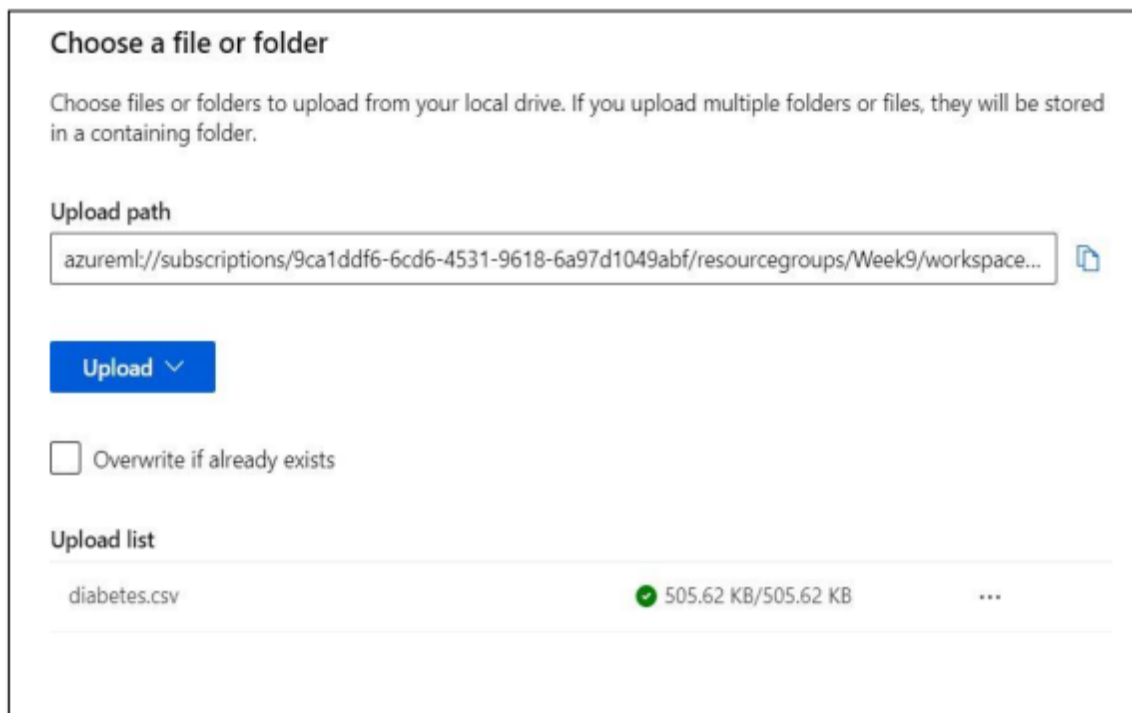 Choose a file or folder
Choose files or folders to upload from your local drive. If you upload multiple folders or files, they will be stored
in a containing folder.
Upload path
azureml://subscriptions/9ca1ddf6-6cd6-4531-9618-6a97d1049abf/resourcegroups/Week9/workspace...
Upload
Overwrite if already exists
Upload list
diabetes.csv 505.62 KB/505.62 KB ...